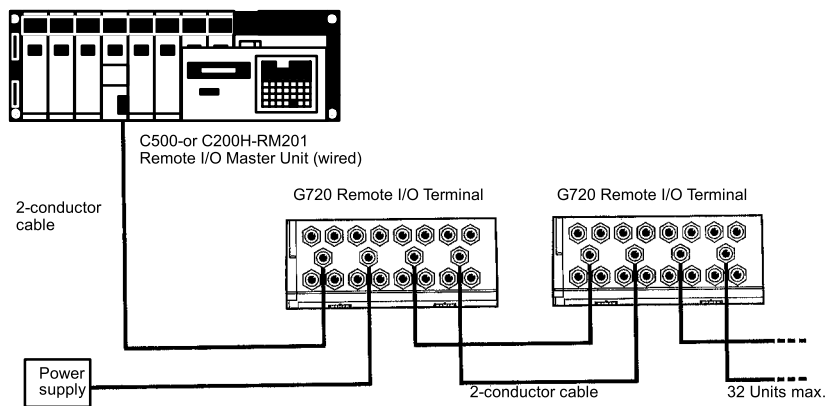 C500-or C200H-RM201
Remote I/O Master Unit (wired)
2-conductor
cable
G720 Remote I/O Terminal
G720 Remote I/O Terminal
Power
supply
2-conductor cable
32 Units max.